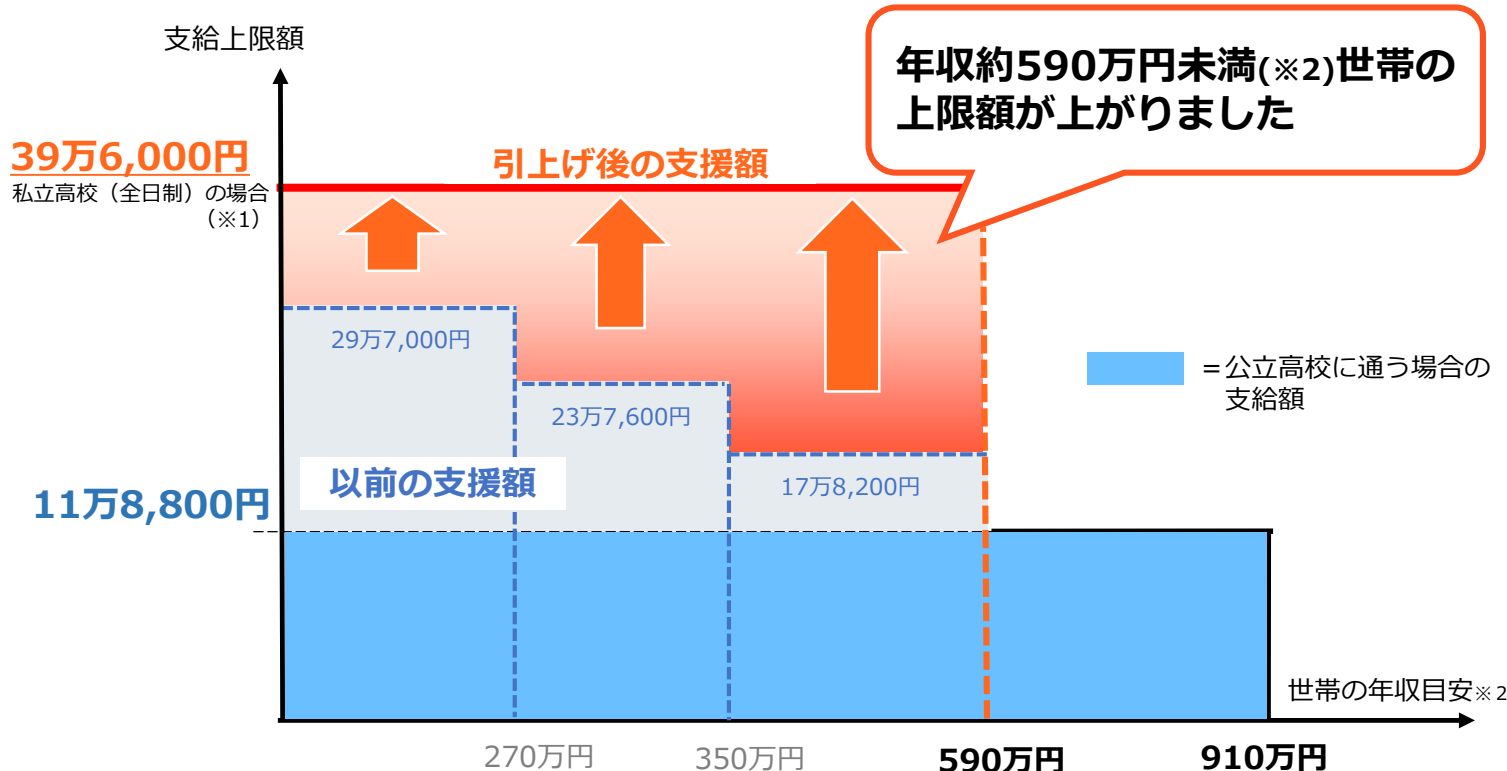 支給上限額
年収約590万円未満(※2)世帯の
上限額が上がりました
39万6,000円
私立高校（全日制）の場合
（※1）
引上げ後の支援額
29万7,000円
23万7,600円
17万8,200円
＝公立高校に通う場合の
支給額
以前の支援額
11万8,800円
世帯の年収目安※2
270万円
350万円
590万円
910万円